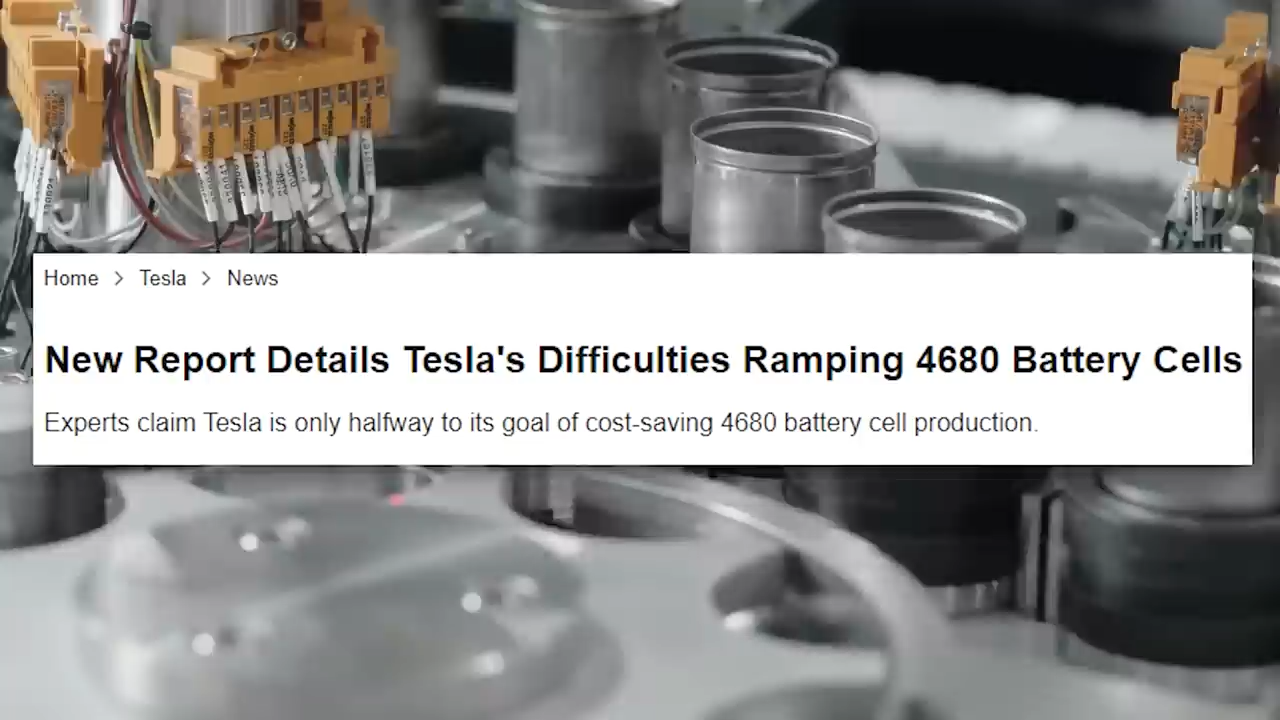 Home > Tesla > News
New Report Details Tesla's Difficulties Ramping 4680 Battery Cells
Experts claim Tesla is only halfway to its goal of cost-saving 4680 battery cell production.